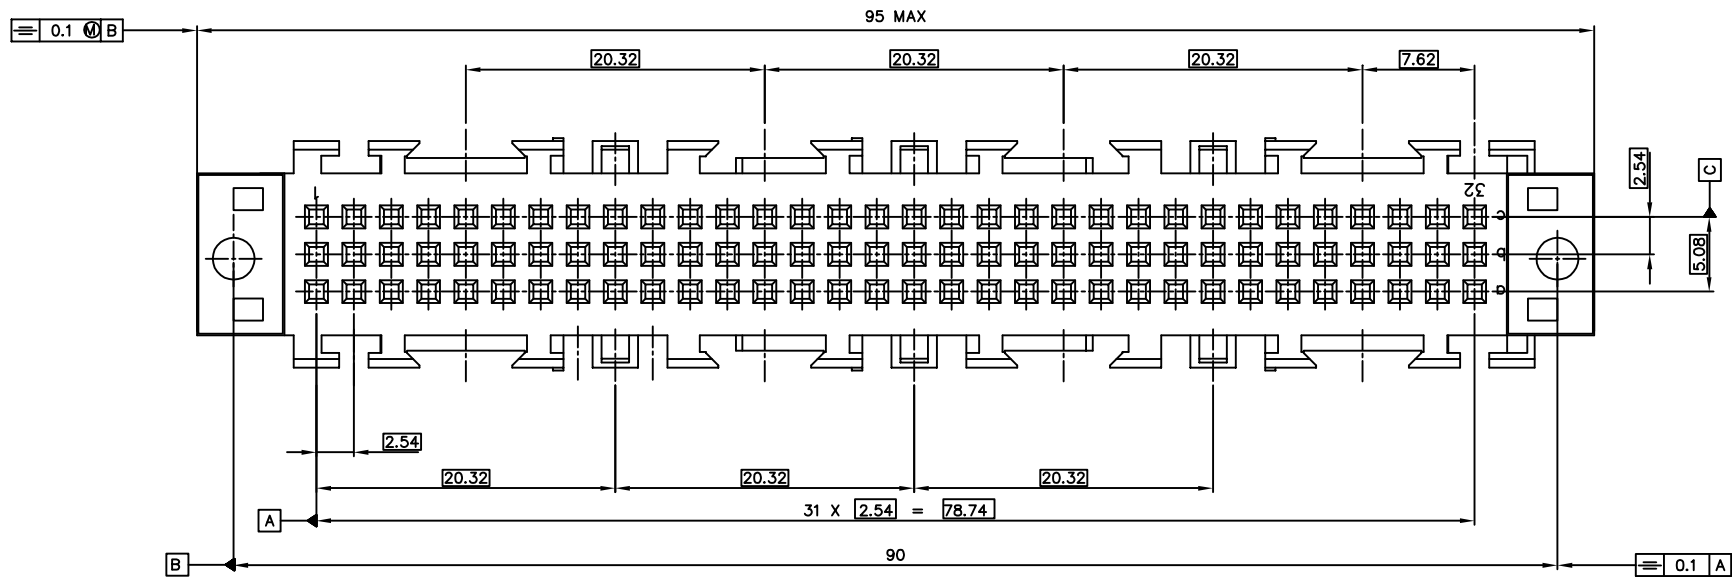 95 MAX
⌯ 0.1 Ⓜ B
20.32 20.32 20.32 7.62
2.54
C
1 32
c
b
a
5.08
2.54
20.32 20.32 20.32
A
31 X 2.54 = 78.74
B
90
⌯ 0.1 A